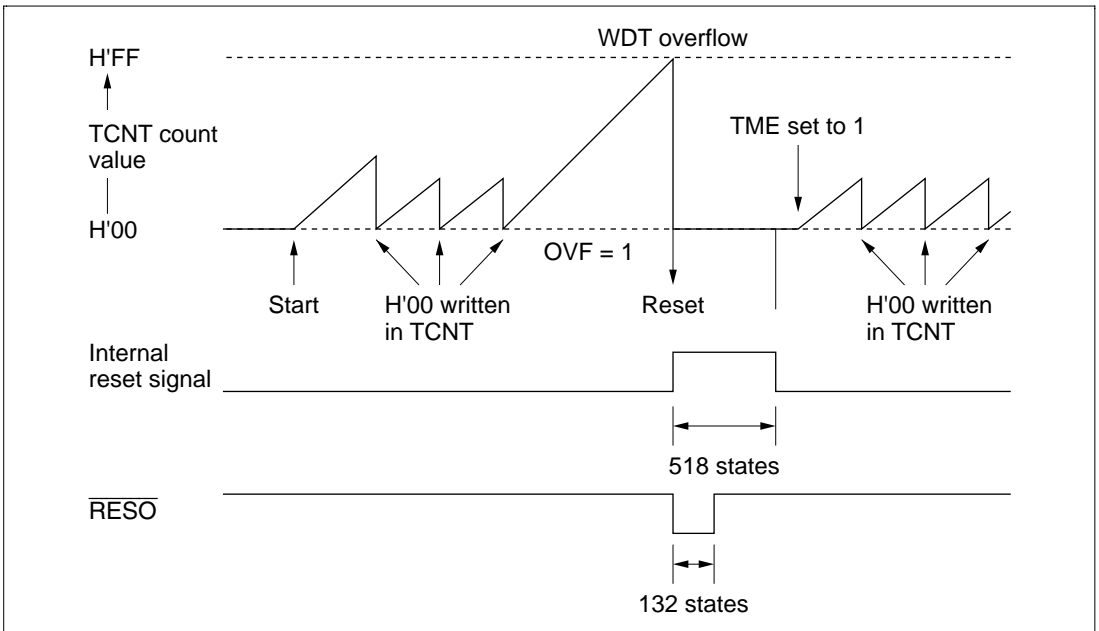 WDT overflow
H'FF
TME set to 1
TCNT count
value
H'00
OVF = 1
Start
H'00 written
in TCNT
Reset
H'00 written
in TCNT
Internal
reset signal
518 states
RESO
132 states